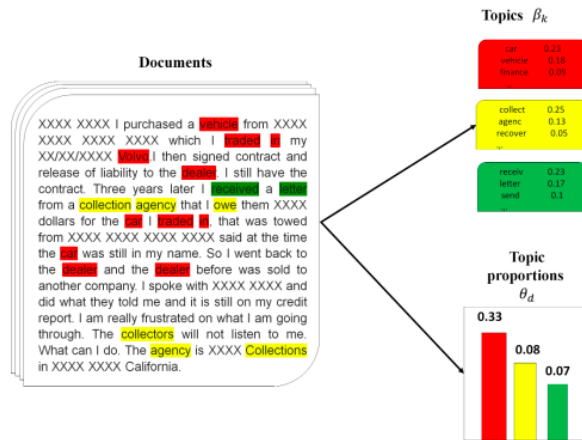 Documents
XXXX XXXX I purchased a vehicle from XXXX
XXXX XXXX XXXX which I traded in my
XX/XX/XXXX Volvo.I then signed contract and
release of liability to the dealer. I still have the
contract. Three years later I received a letter
from a collection agency that I owe them XXXX
dollars for the car I traded in, that was towed
from XXXX XXXX XXXX XXXX said at the time
the car was still in my name. So I went back to
the dealer and the dealer before was sold to
another company. I spoke with XXXX XXXX and
did what they told me and it is still on my credit
report. I am really frustrated on what I am going
through. The collectors will not listen to me.
What can I do. The agency is XXXX Collections
in XXXX XXXX California.
Topics βk
car 0.23
vehicle 0.18
finance 0.09
...
collect 0.25
agenc 0.13
recover 0.05
...
receiv 0.23
letter 0.17
send 0.1
...
Topic
proportions
θd
0.33
0.08
0.07